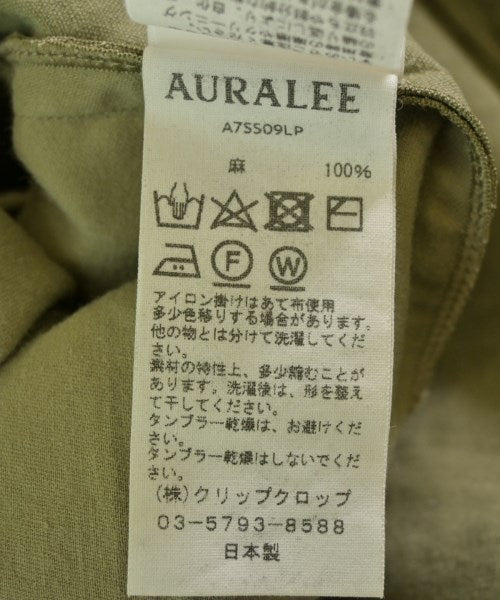 AURALEE
A7SS09LP
麻 100%
F W
アイロン掛けはあて布使用
多少色移りする場合があります。
他の物とは分けて洗濯してくだ
さい。
素材の特性上、多少縮むことが
あります。洗濯後は、形を整え
て干してください。
タンブラー乾燥は、お避けくだ
さい。
タンブラー乾燥はしないでくだ
さい。
(株)クリップクロップ
03-5793-8588
日本製